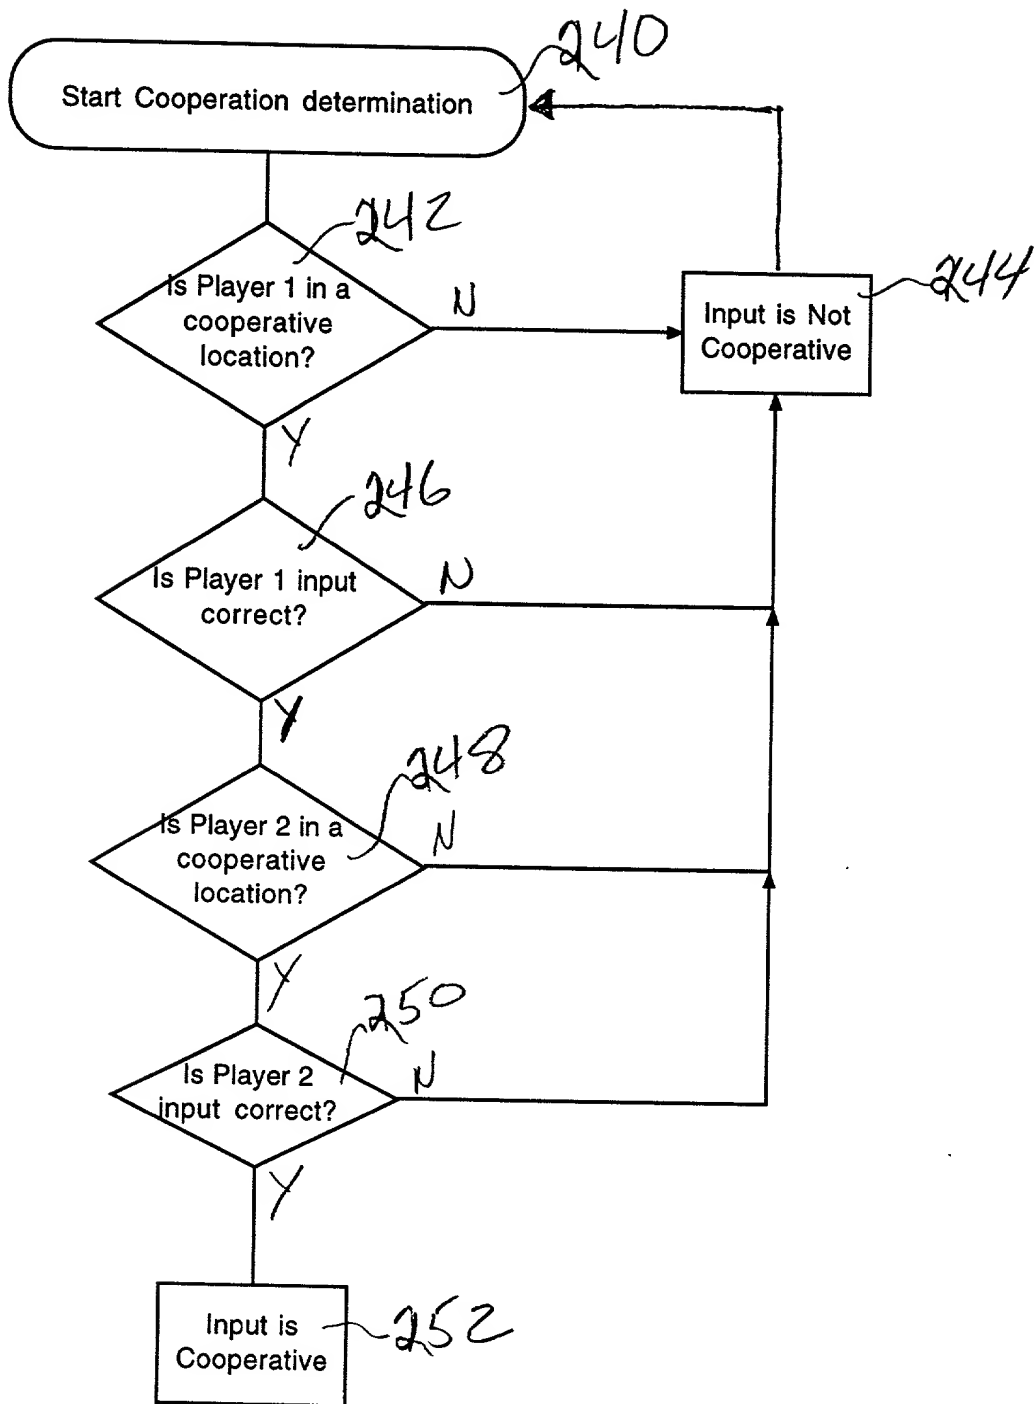 240
Start Cooperation determination
242
Is Player 1 in a
cooperative
location?
N
244
Input is Not
Cooperative
Y
246
Is Player 1 input
correct?
N
Y
248
Is Player 2 in a
cooperative
location?
N
Y
250
Is Player 2
input correct?
N
Y
Input is
Cooperative
252